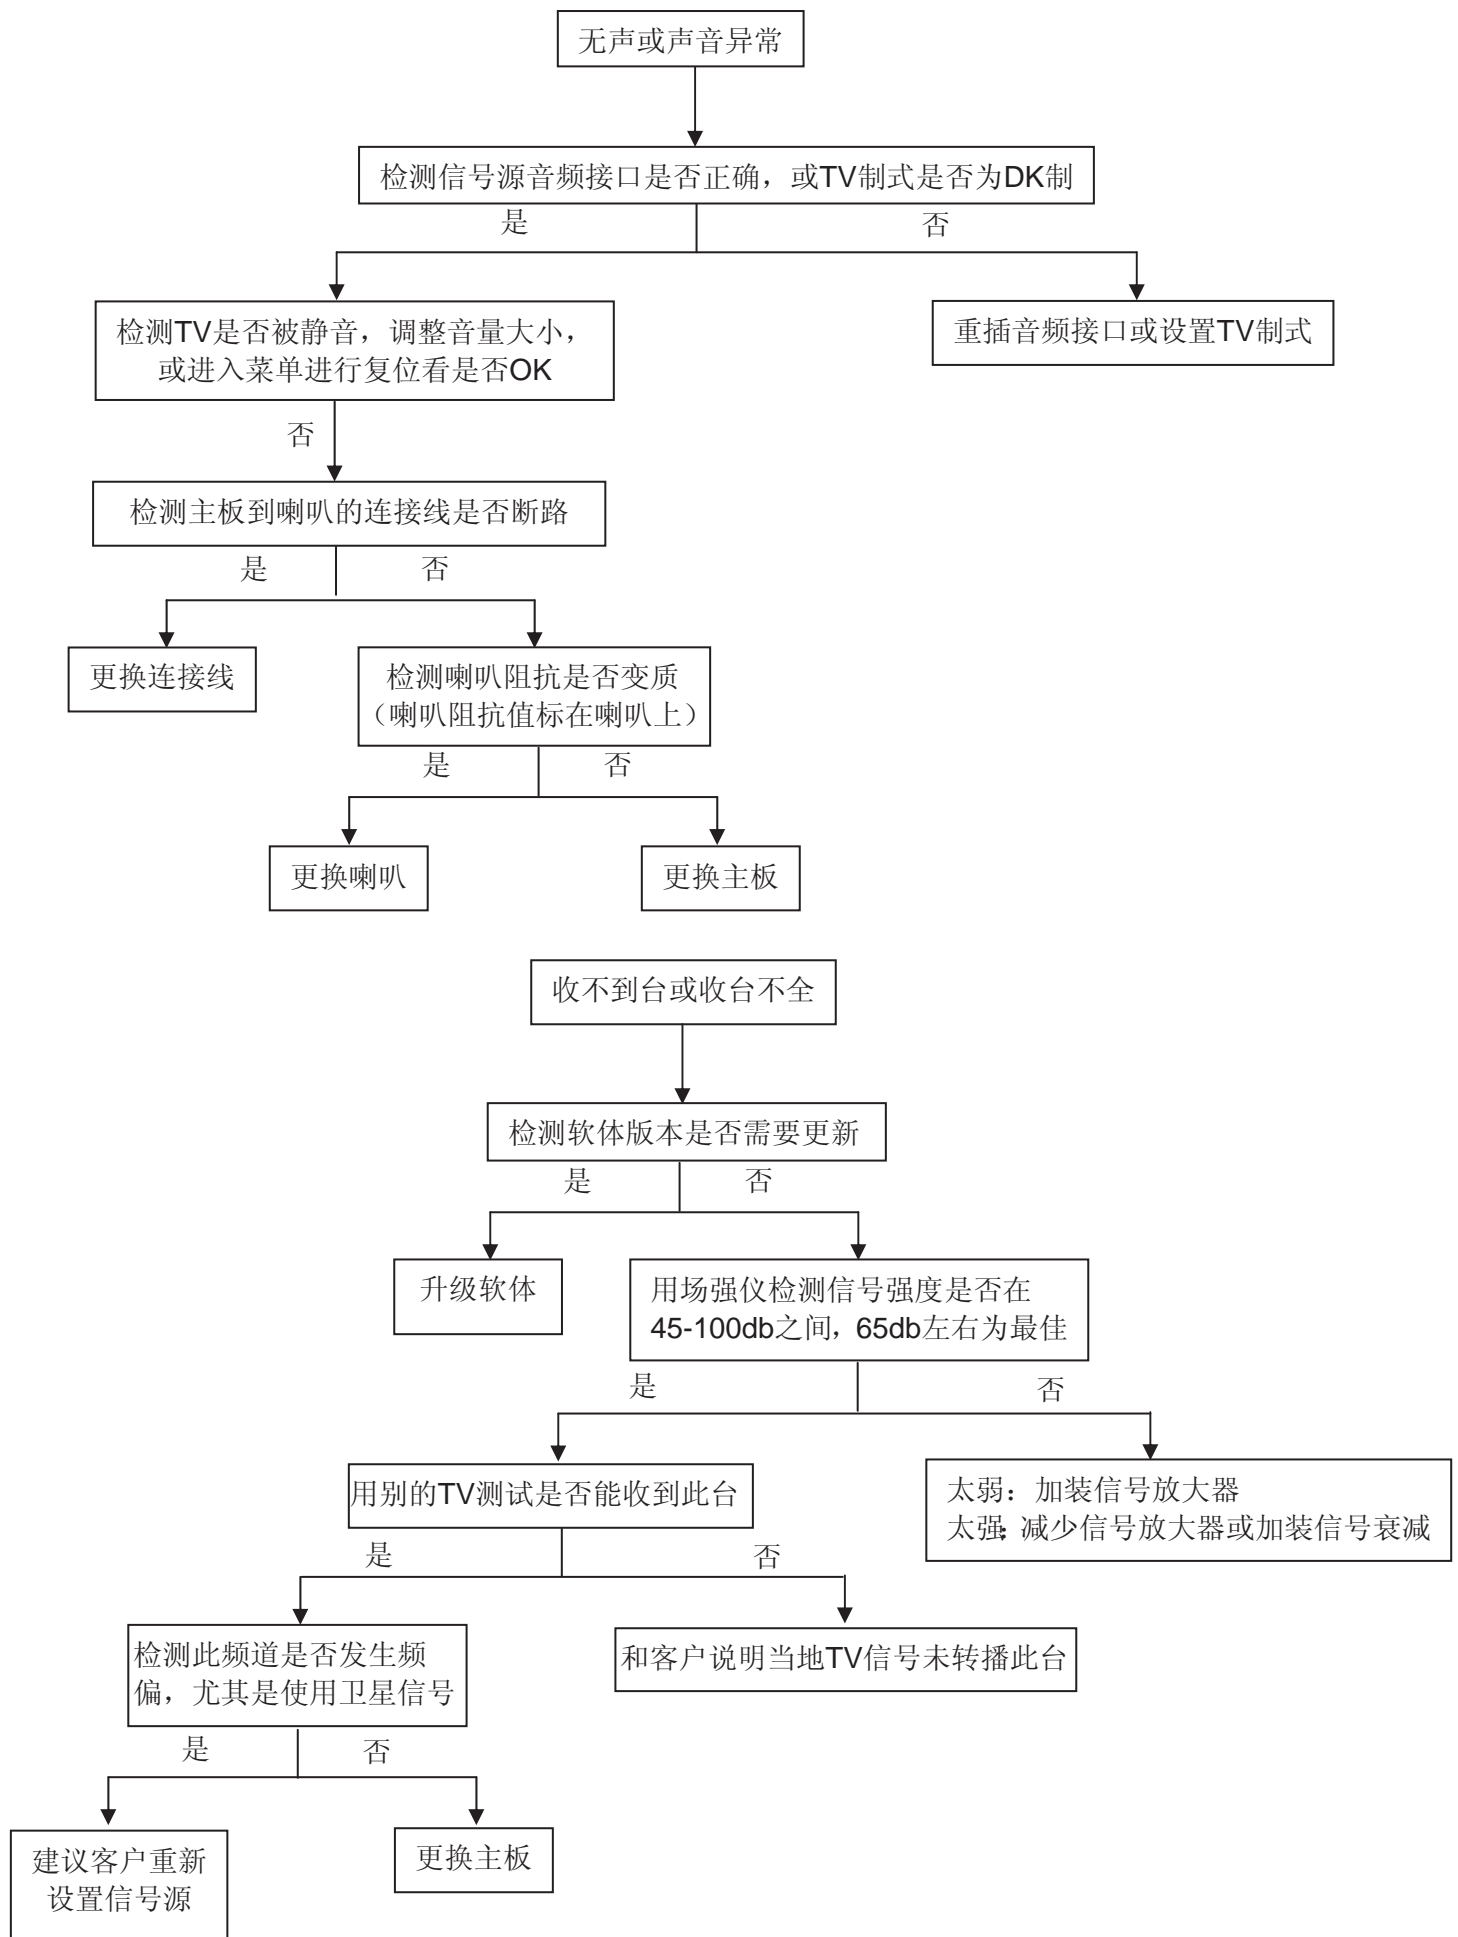 无声或声音异常
检测信号源音频接口是否正确，或TV制式是否为DK制
是
否
检测TV是否被静音，调整音量大小，
或进入菜单进行复位看是否OK
重插音频接口或设置TV制式
否
检测主板到喇叭的连接线是否断路
是
否
更换连接线
检测喇叭阻抗是否变质
（喇叭阻抗值标在喇叭上）
是
否
更换喇叭
更换主板
收不到台或收台不全
检测软体版本是否需要更新
是
否
升级软体
用场强仪检测信号强度是否在
45-100db之间，65db左右为最佳
是
否
用别的TV测试是否能收到此台
太弱：加装信号放大器
太强：减少信号放大器或加装信号衰减
是
否
检测此频道是否发生频
偏，尤其是使用卫星信号
和客户说明当地TV信号未转播此台
是
否
建议客户重新
设置信号源
更换主板